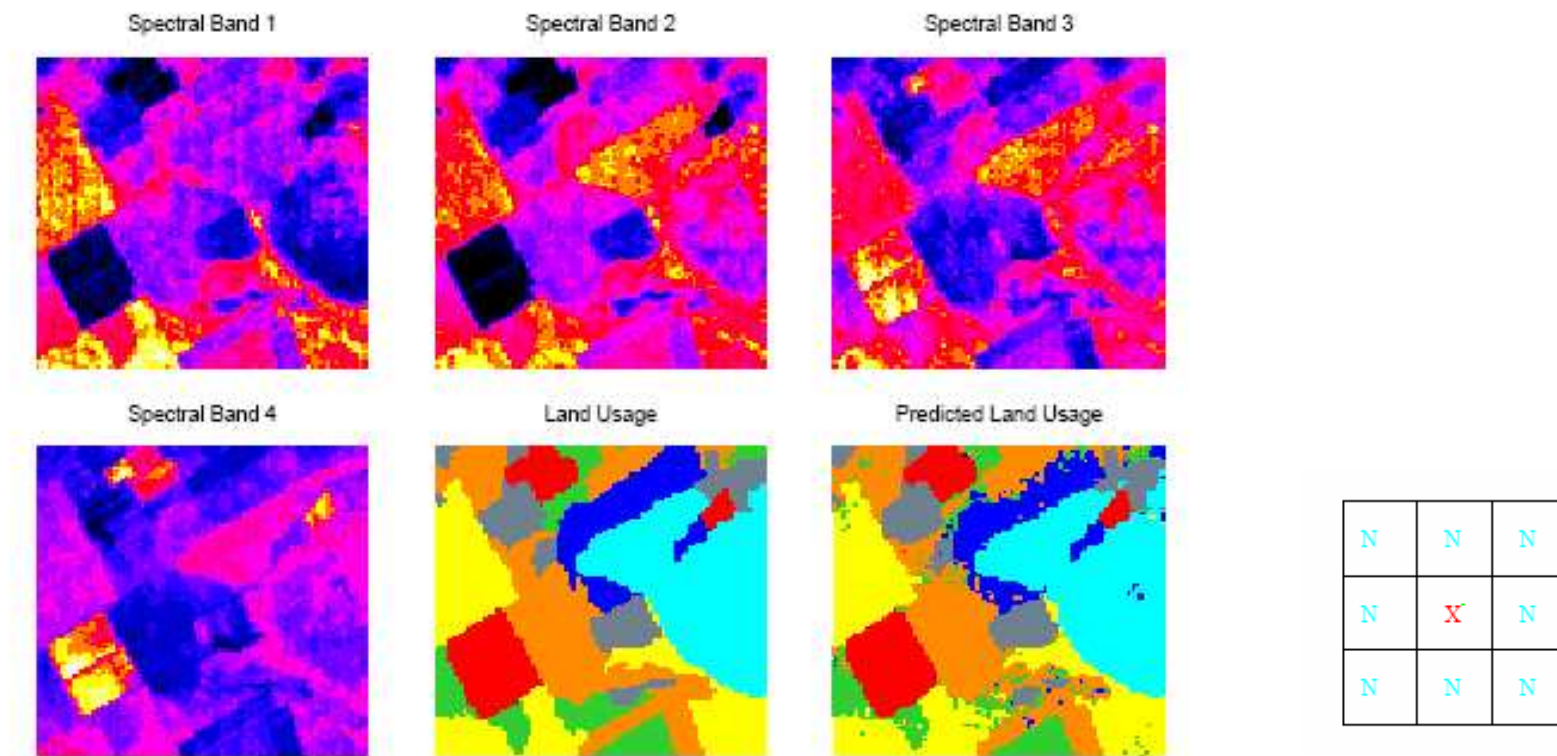 Spectral Band 1
Spectral Band 2
Spectral Band 3
Spectral Band 4
Land Usage
Predicted Land Usage
N N N
N X N
N N N